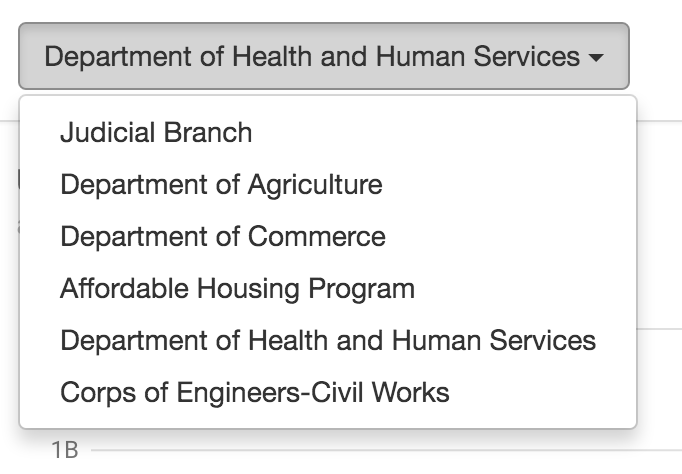 Department of Health and Human Services
Judicial Branch
Department of Agriculture
Department of Commerce
Affordable Housing Program
Department of Health and Human Services
Corps of Engineers-Civil Works
1B